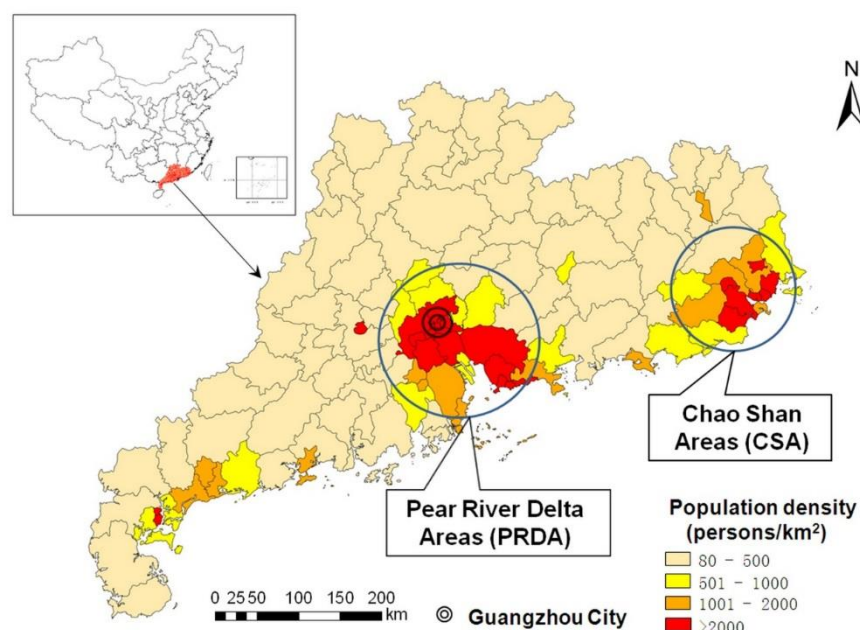 N
Chao Shan
Areas (CSA)
Pear River Delta
Areas (PRDA)
Population density
(persons/km²)
80 - 500
501 - 1000
1001 - 2000
>2000
0 25 50 100 150 200
km
Guangzhou City